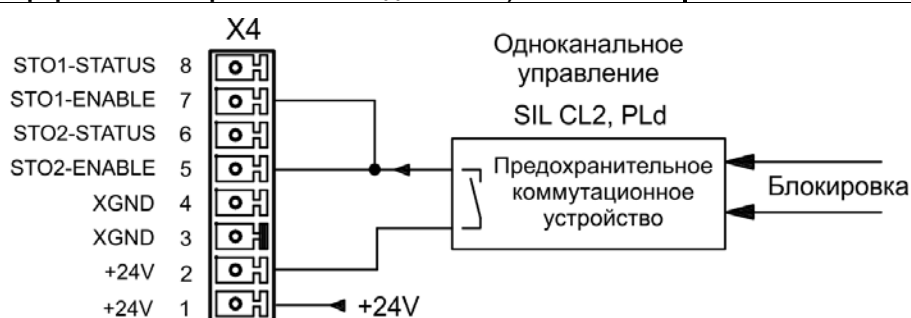 X4
STO1-STATUS 8
STO1-ENABLE 7
STO2-STATUS 6
STO2-ENABLE 5
XGND 4
XGND 3
+24V 2
+24V 1
+24V
Одноканальное
управление
SIL CL2, PLd
Предохранительное
коммутационное
устройство
Блокировка